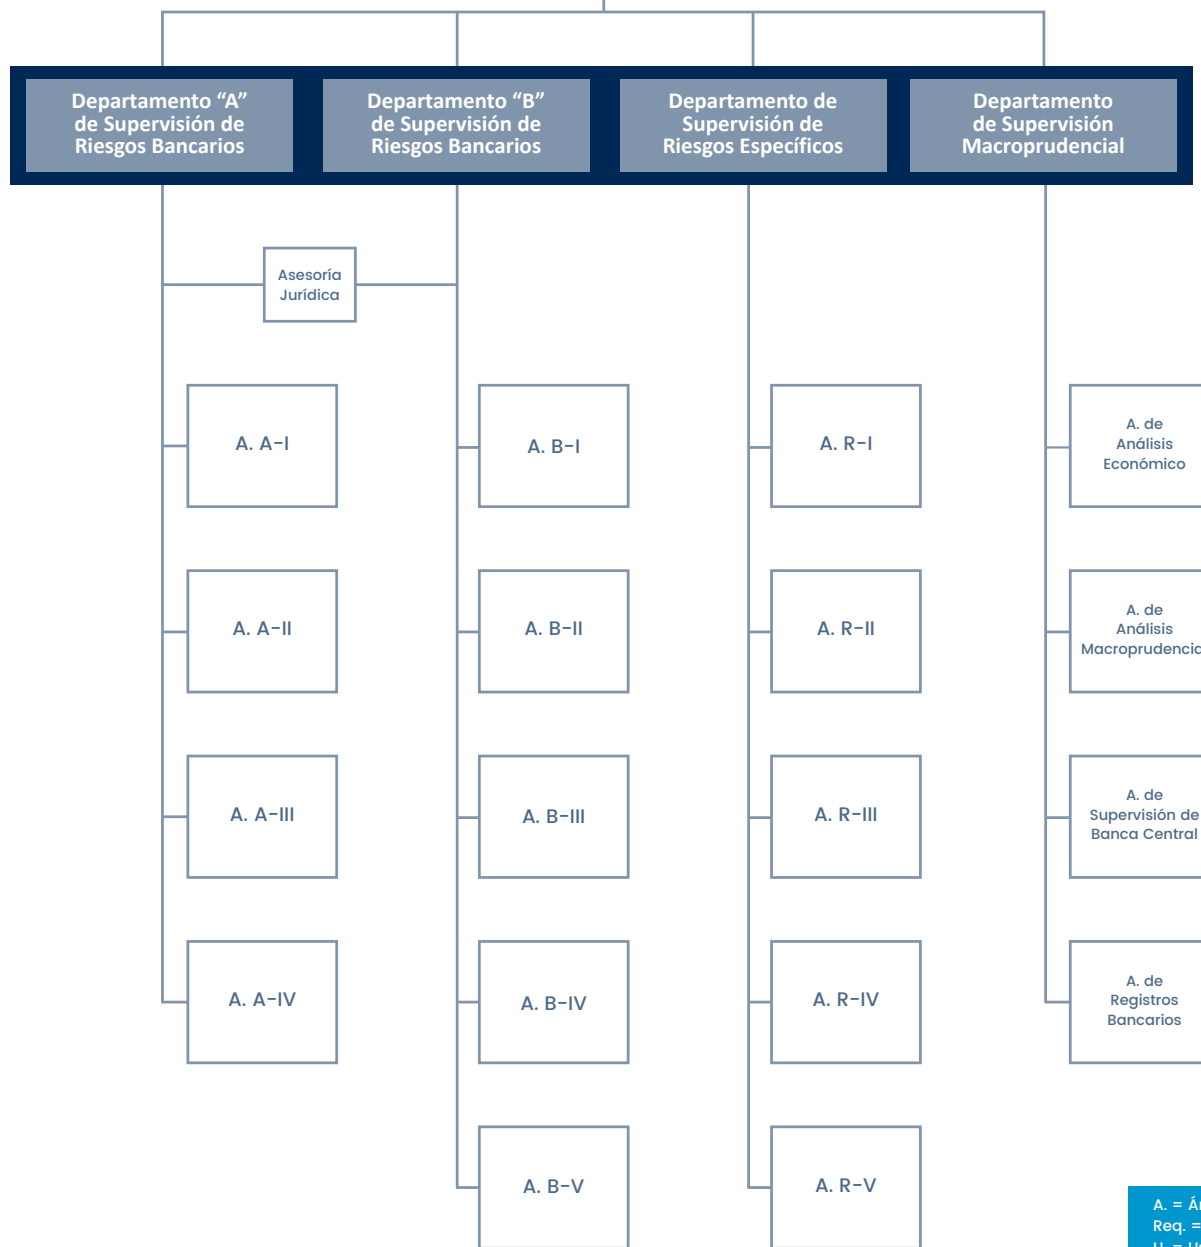 Departamento “A”
de Supervisión de
Riesgos Bancarios
Departamento “B”
de Supervisión de
Riesgos Bancarios
Departamento de
Supervisión de
Riesgos Específicos
Departamento
de Supervisión
Macroprudencial
Asesoría
Jurídica
A. A-I
A. B-I
A. R-I
A. de
Análisis
Económico
A. A-II
A. B-II
A. R-II
A. de
Análisis
A. A-III
A. B-III
A. R-III
A. de
Supervisión de
Banca Central
A. A-IV
A. B-IV
A. R-IV
A. de
Registros
Bancarios
A. B-V
A. R-V
A. =
Req. =